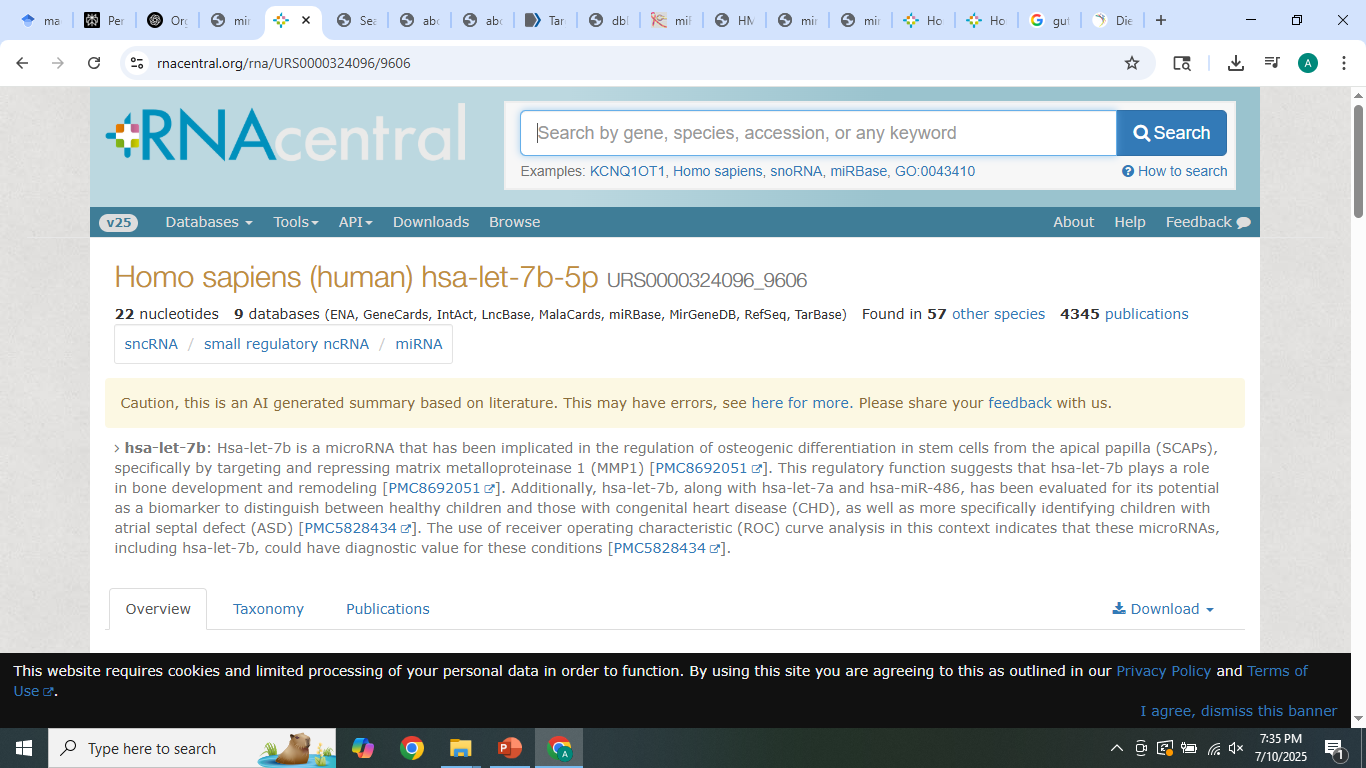 ma
Per
Org
mir
Sea
abc
abc
Tar
dbl
miF
HM
mir
mir
Ho
Ho
gut
Die
rnacentral.org/rna/URS0000324096/9606
A
RNAcentral
Search by gene, species, accession, or any keyword
Search
Examples: KCNQ1OT1, Homo sapiens, snoRNA, miRBase, GO:0043410
How to search
v25 Databases Tools API Downloads Browse About Help Feedback
Homo sapiens (human) hsa-let-7b-5p URS0000324096_9606
22 nucleotides 9 databases (ENA, GeneCards, IntAct, LncBase, MalaCards, miRBase, MirGeneDB, RefSeq, TarBase) Found in 57 other species 4345 publications
sncRNA / small regulatory ncRNA / miRNA
Caution, this is an AI generated summary based on literature. This may have errors, see here for more. Please share your feedback with us.
› hsa-let-7b: Hsa-let-7b is a microRNA that has been implicated in the regulation of osteogenic differentiation in stem cells from the apical papilla (SCAPs),
specifically by targeting and repressing matrix metalloproteinase 1 (MMP1) [PMC8692051]. This regulatory function suggests that hsa-let-7b plays a role
in bone development and remodeling [PMC8692051]. Additionally, hsa-let-7b, along with hsa-let-7a and hsa-miR-486, has been evaluated for its potential
as a biomarker to distinguish between healthy children and those with congenital heart disease (CHD), as well as more specifically identifying children with
atrial septal defect (ASD) [PMC5828434]. The use of receiver operating characteristic (ROC) curve analysis in this context indicates that these microRNAs,
including hsa-let-7b, could have diagnostic value for these conditions [PMC5828434].
Overview Taxonomy Publications Download
This website requires cookies and limited processing of your personal data in order to function. By using this site you are agreeing to this as outlined in our Privacy Policy and Terms of
Use.
I agree, dismiss this banner
Type here to search
7:35 PM
7/10/2025
1